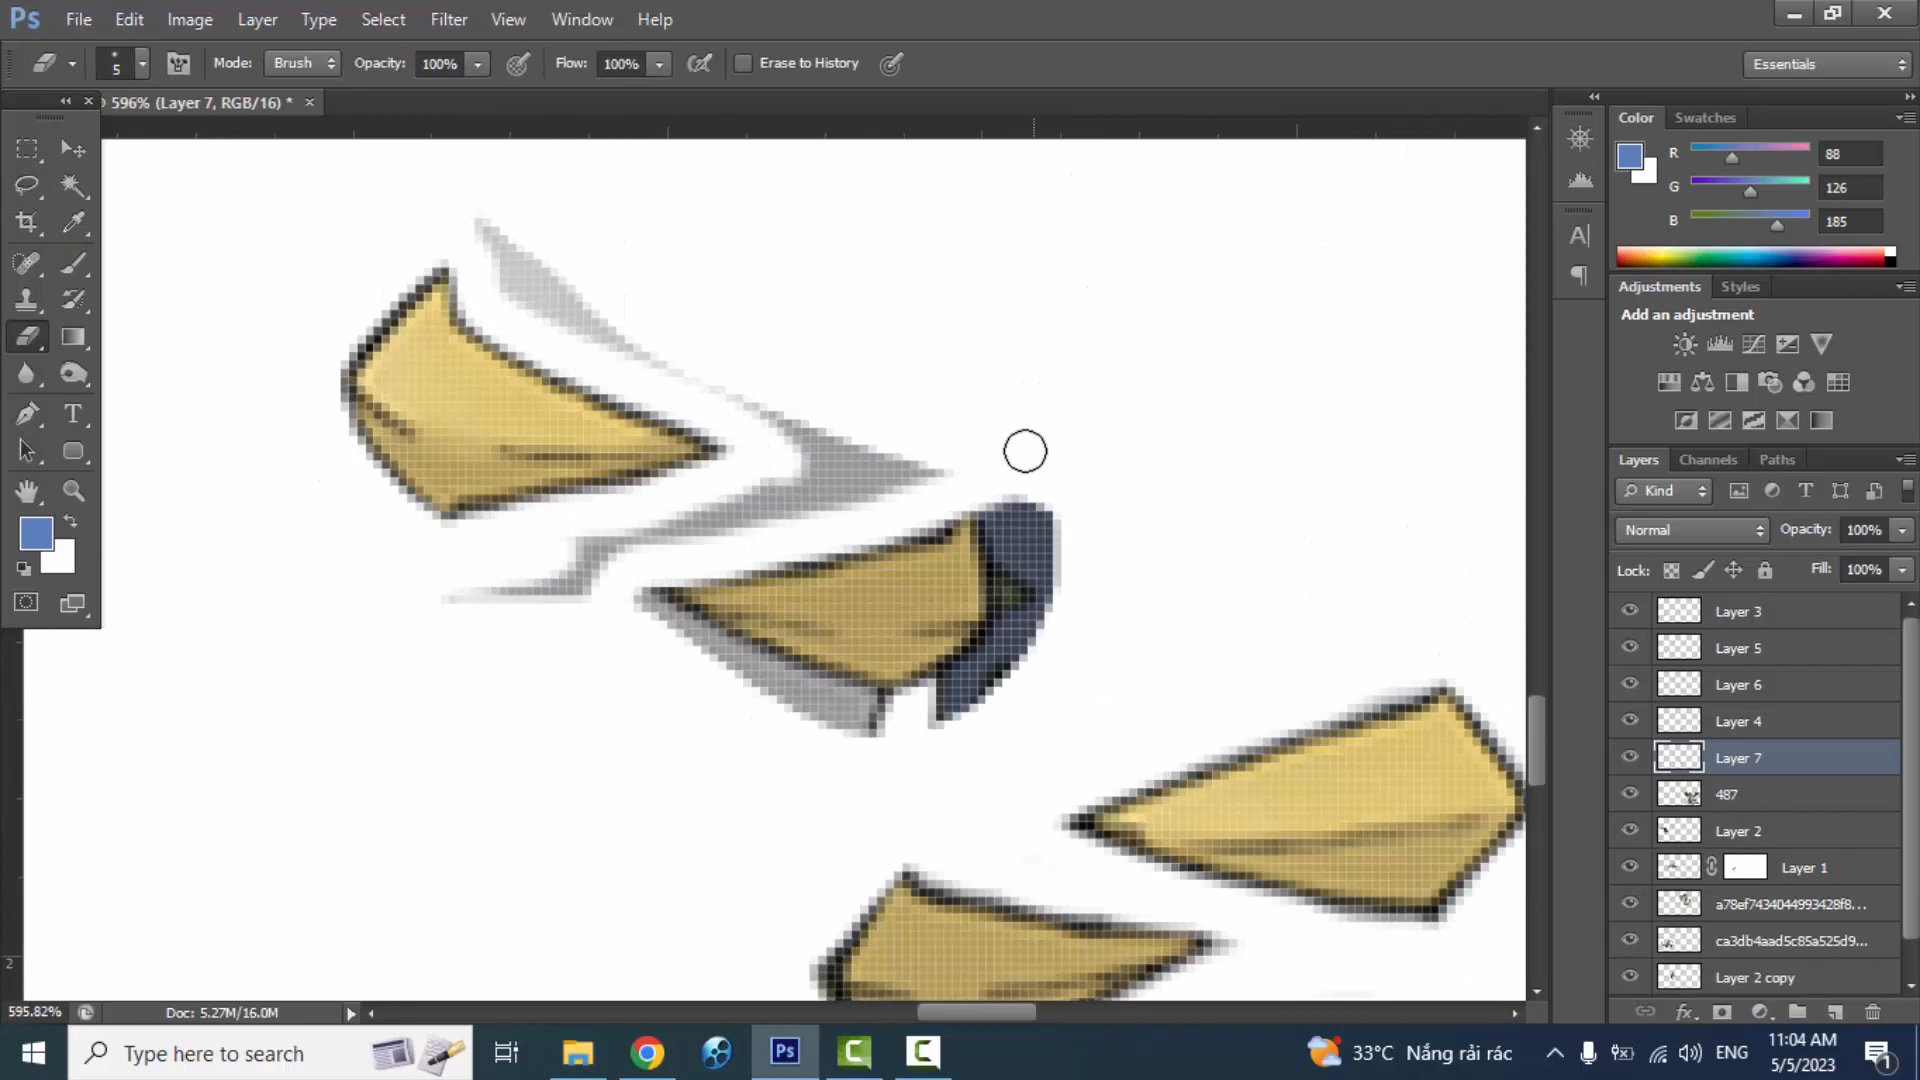 Ps File Edit Image Layer Type Select Filter View Window Help
5 Mode: Brush Opacity: 100% Flow: 100% Erase to History Essentials
596% (Layer 7, RGB/16) * ×
Color Swatches
R 88
G 126
B 185
Adjustments Styles
Add an adjustment
Layers Channels Paths
Kind T
Normal Opacity: 100%
Lock: Fill: 100%
Layer 3
Layer 5
Layer 6
Layer 4
Layer 7
487
Layer 2
Layer 1
a78ef7434044993428f8...
ca3db4aad5c85a525d9...
Layer 2 copy
2
595.82% Doc: 5.27M/16.0M fx
Type here to search Ps 33°C Nắng rải rác ENG 11:04 AM
5/5/2023 1